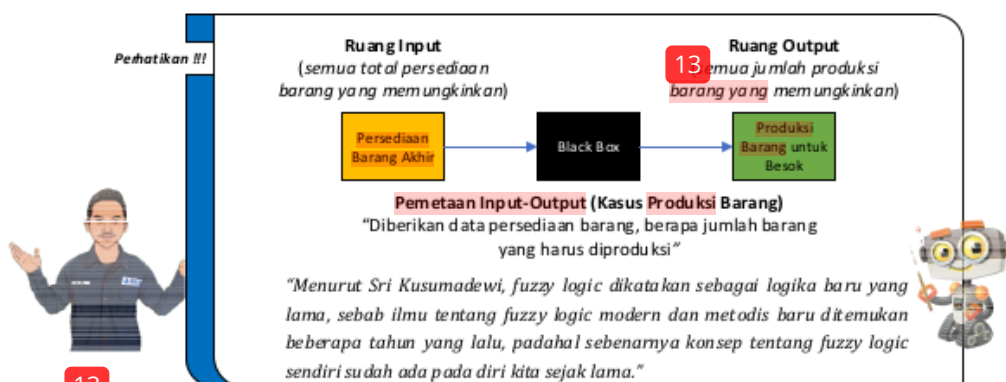 Perhatikan !!!
Ruang Input
(semua total persediaan
barang yang memungkinkan)
Ruang Output
13
(semua jumlah produksi
barang yang memungkinkan)
Persediaan
Barang Akhir
Black Box
Produksi
Barang untuk
Besok
Pemetaan Input-Output (Kasus Produksi Barang)
“Diberikan data persediaan barang, berapa jumlah barang
yang harus diproduksi”
“Menurut Sri Kusumadewi, fuzzy logic dikatakan sebagai logika baru yang
lama, sebab ilmu tentang fuzzy logic modern dan metodis baru ditemukan
beberapa tahun yang lalu, padahal sebenarnya konsep tentang fuzzy logic
sendiri sudah ada pada diri kita sejak lama.”